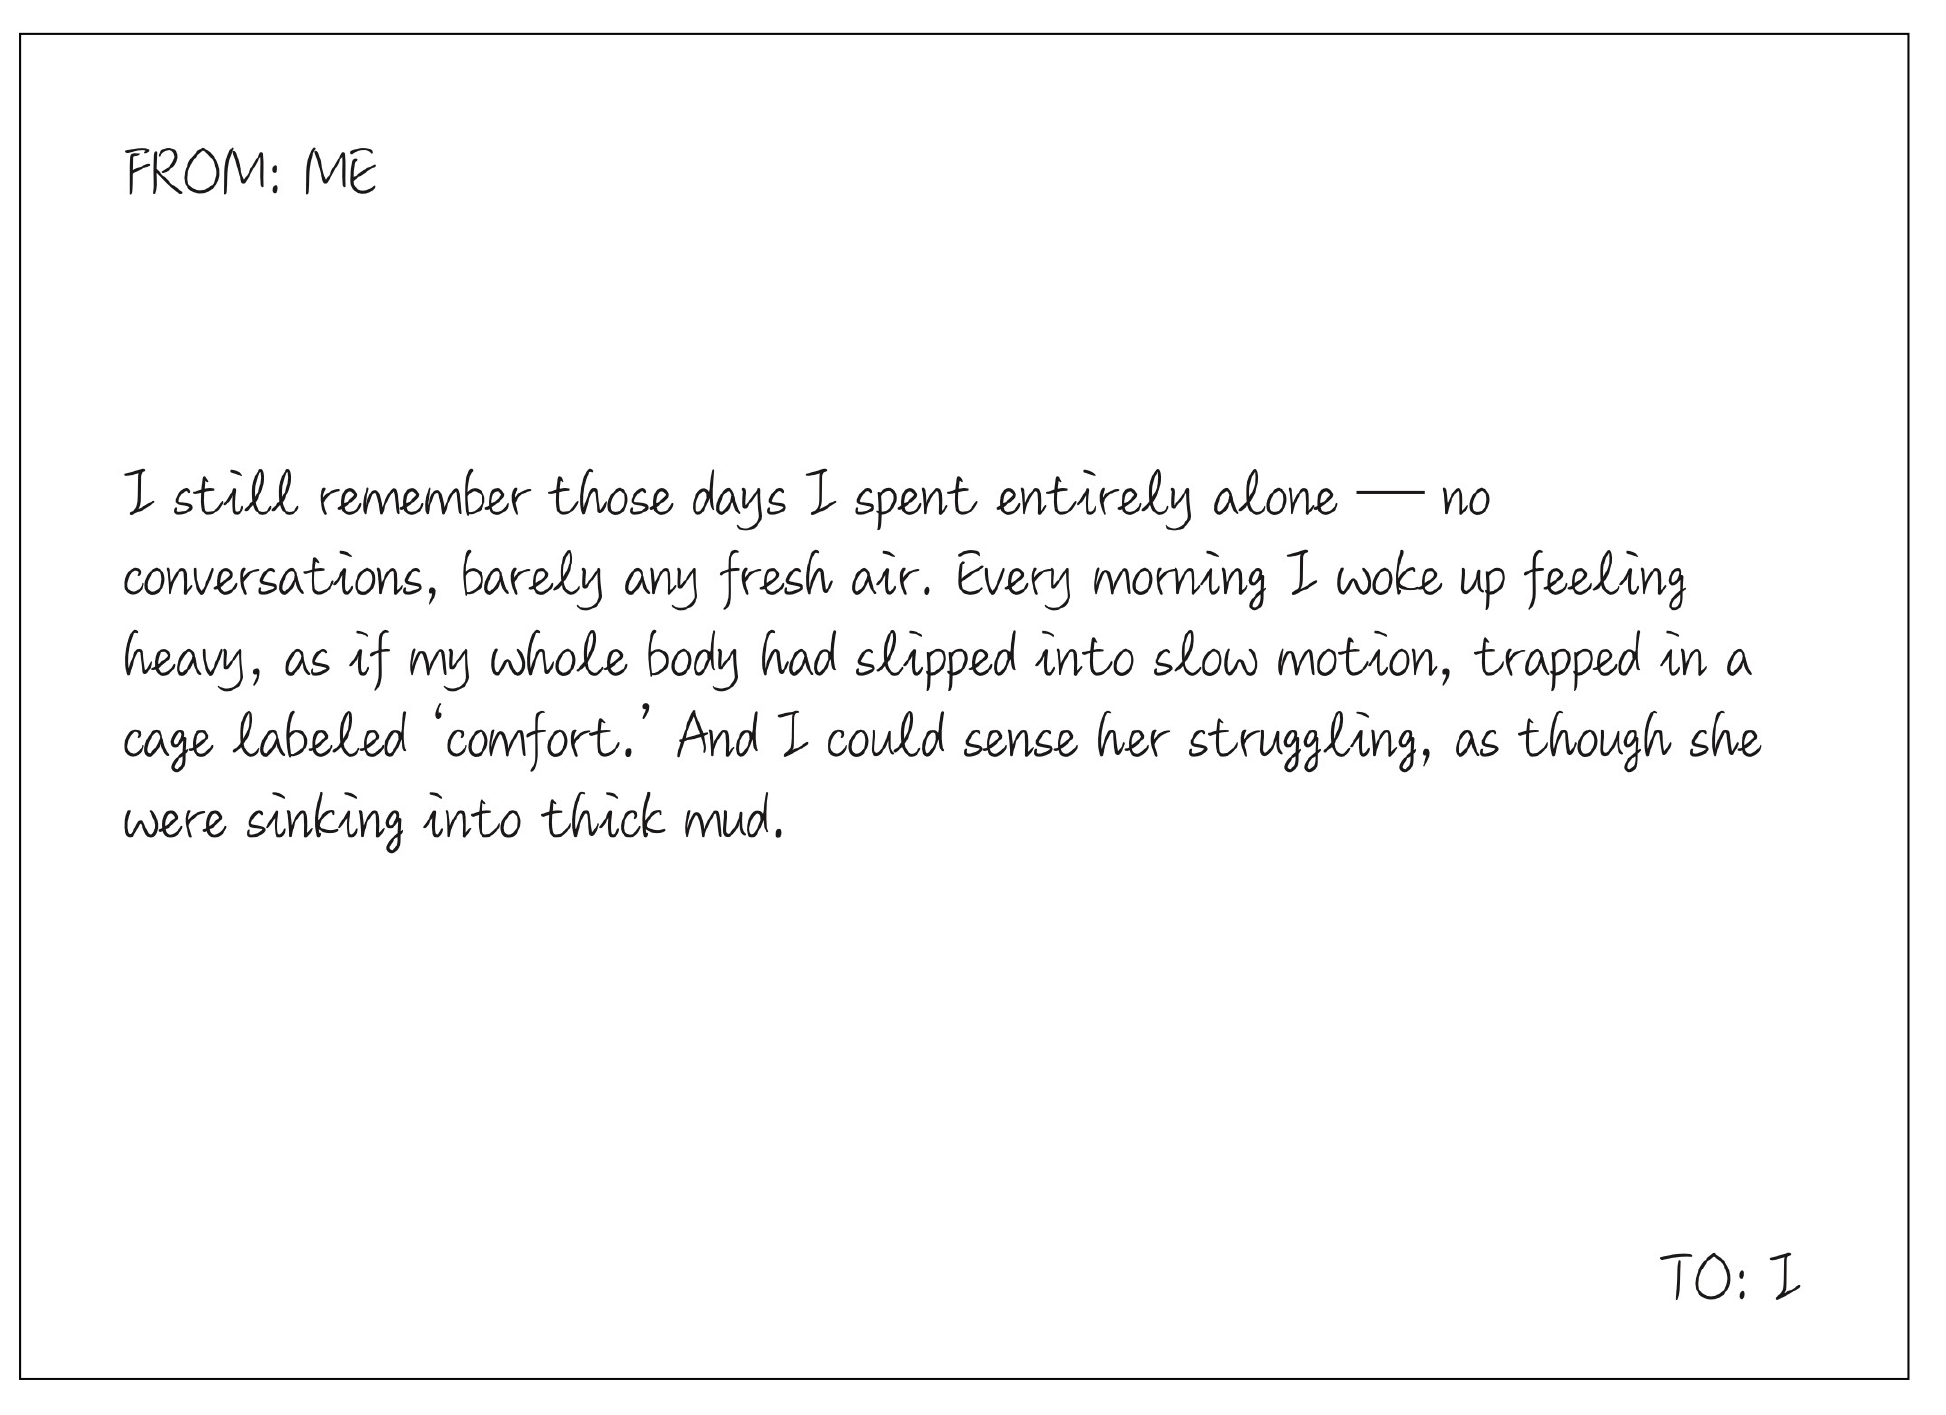 FROM: ME
I still remember those days I spent entirely alone — no
conversations, barely any fresh air. Every morning I woke up feeling
heavy, as if my whole body had slipped into slow motion, trapped in a
cage labeled ‘comfort.’ And I could sense her struggling, as though she
were sinking into thick mud.
TO: I